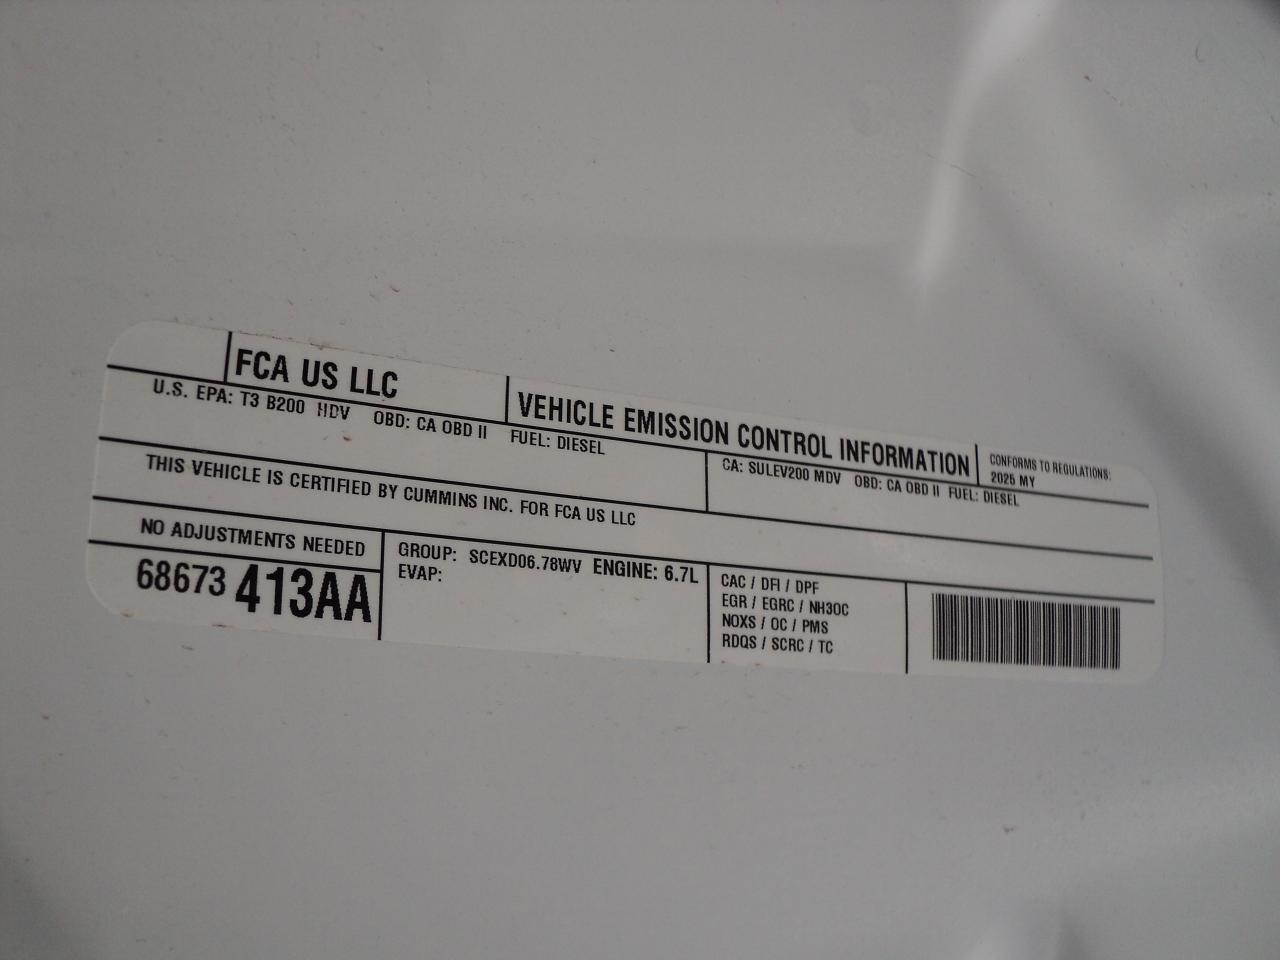 FCA US LLC
VEHICLE EMISSION CONTROL INFORMATION
CONFORMS TO REGULATIONS:
2025 MY
U.S. EPA: T3 B200 HDV OBD: CA OBD II FUEL: DIESEL
CA: SULEV200 MDV OBD: CA OBD II FUEL: DIESEL
THIS VEHICLE IS CERTIFIED BY CUMMINS INC. FOR FCA US LLC
NO ADJUSTMENTS NEEDED
68673 413AA
GROUP: SCEXD06.78WV ENGINE: 6.7L
EVAP:
CAC / DFI / DPF
EGR / EGRC / NH3OC
NOXS / OC / PMS
RDQS / SCRC / TC